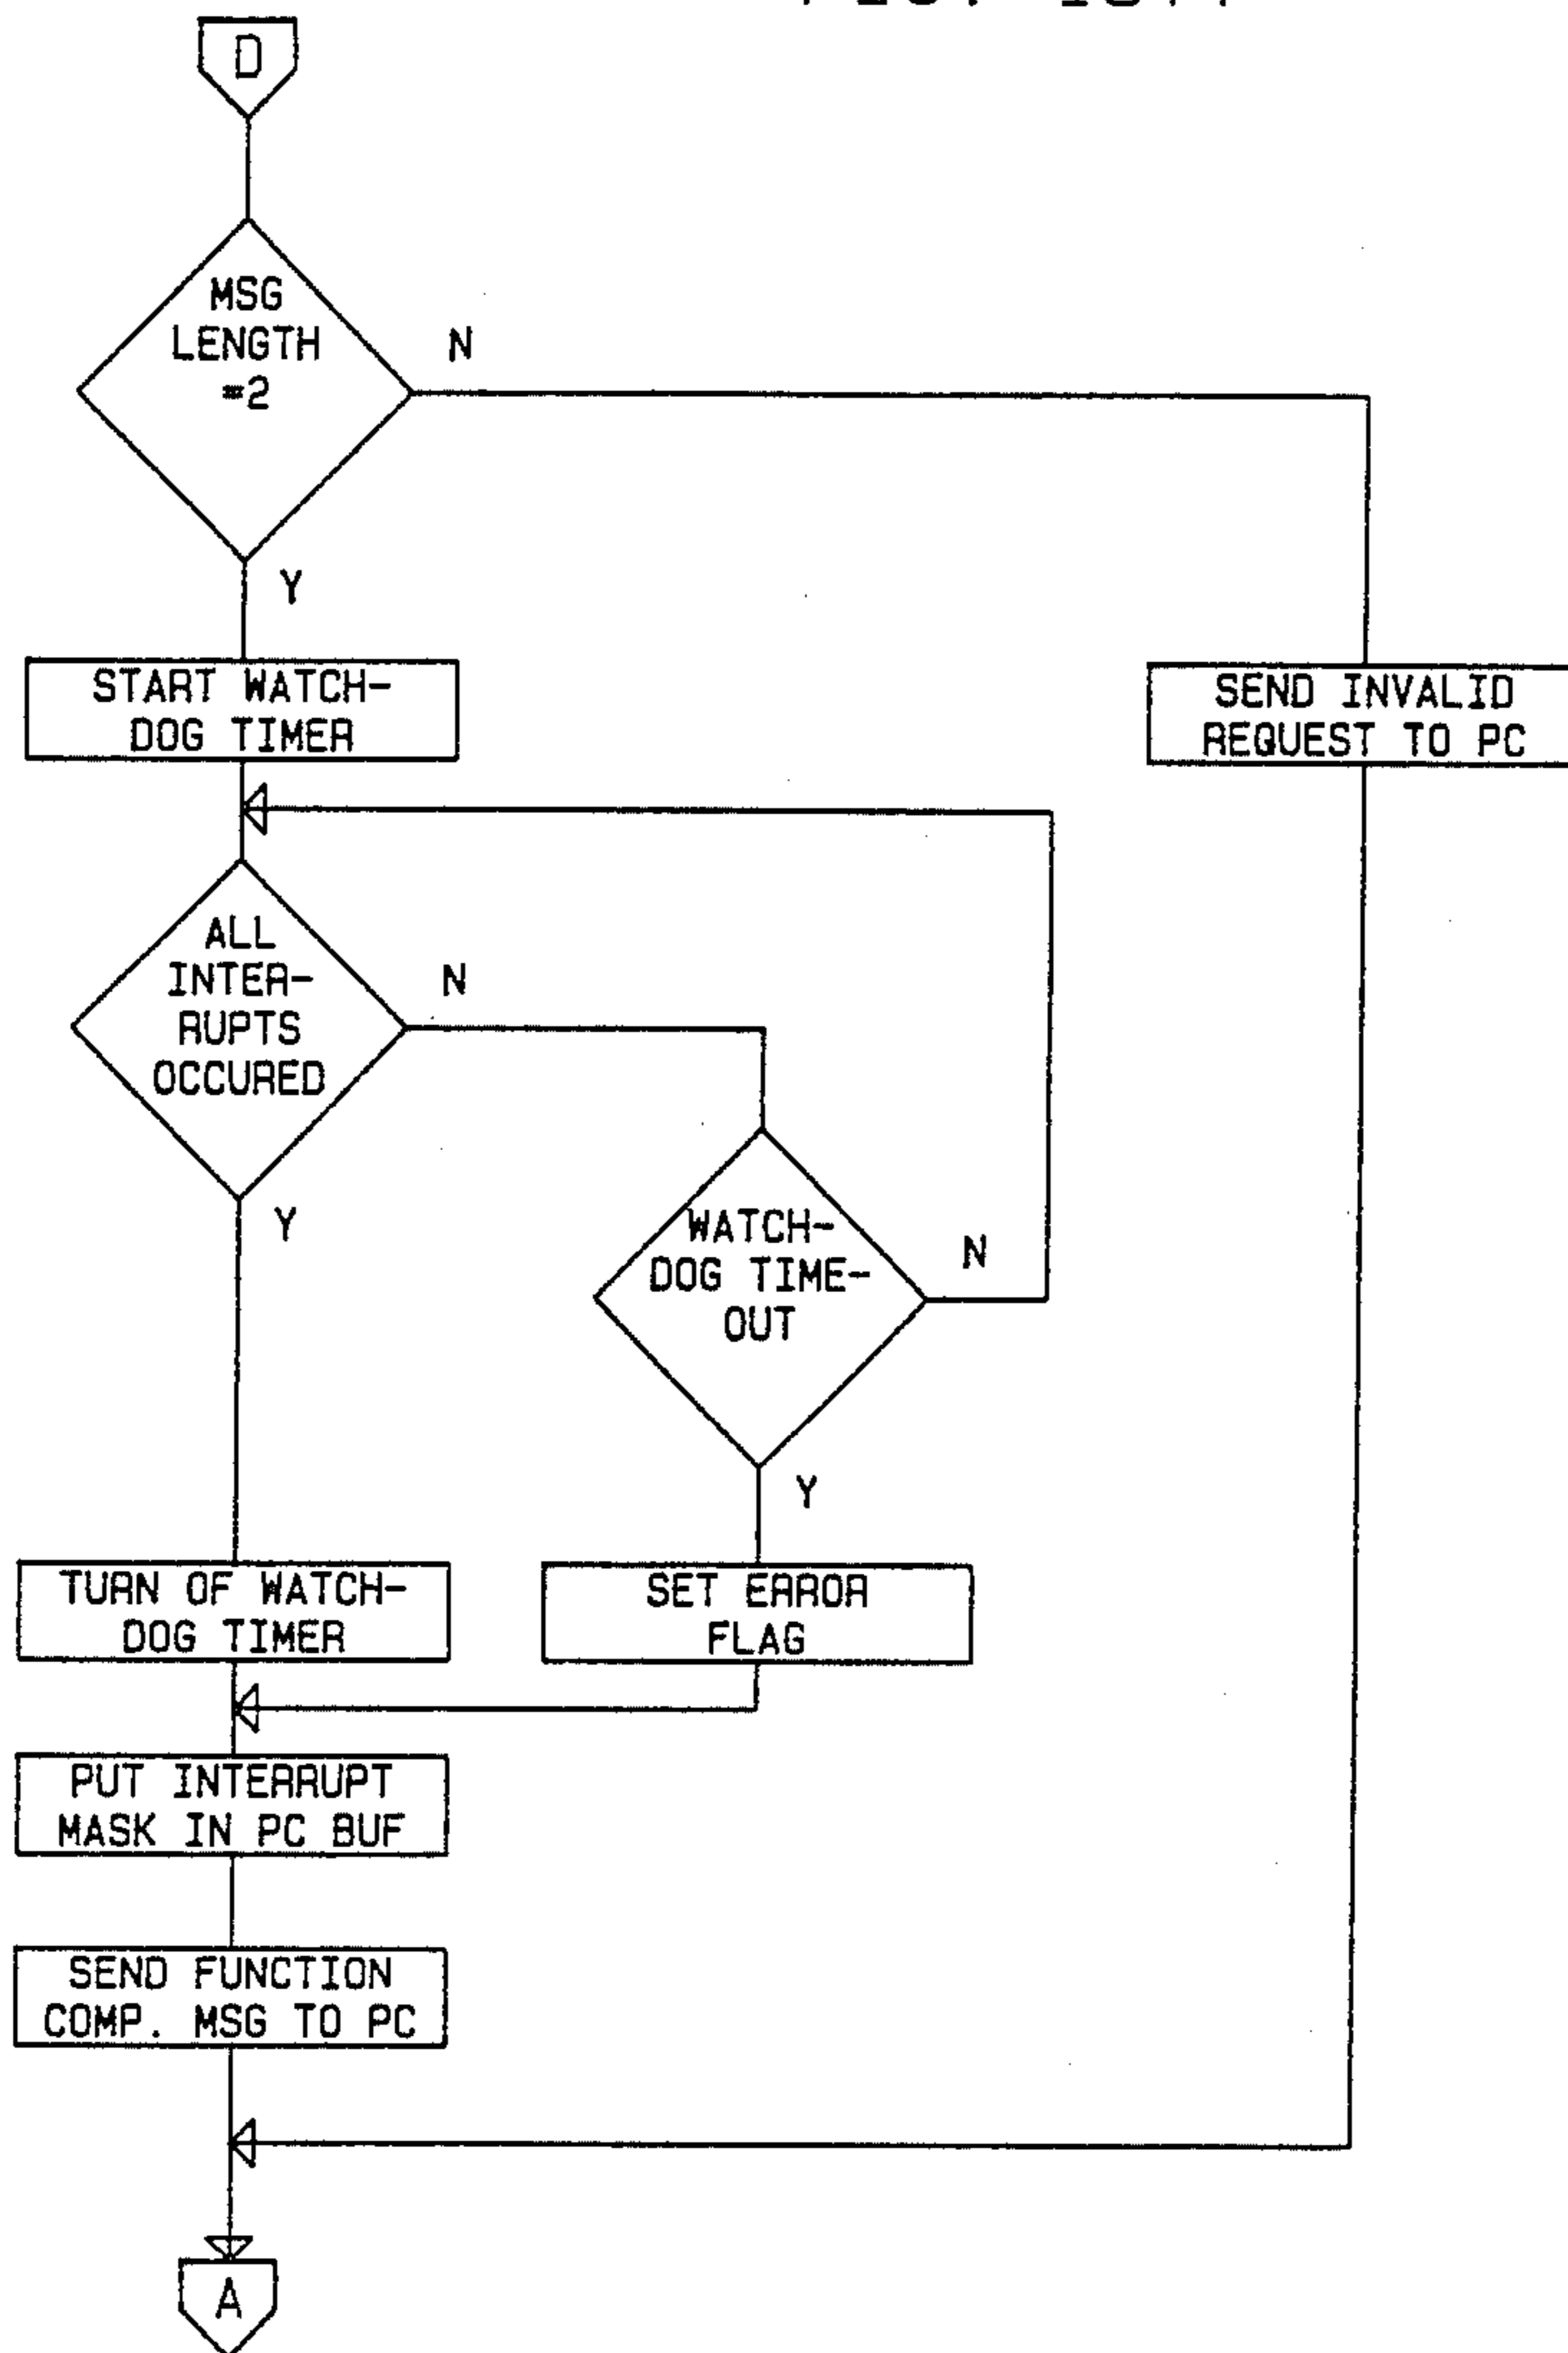 D
MSG
LENGTH
=2
N
Y
START WATCH-
DOG TIMER
SEND INVALID
REQUEST TO PC
ALL
INTER-
RUPTS
OCCURED
N
Y
WATCH-
DOG TIME-
OUT
N
Y
TURN OF WATCH-
DOG TIMER
SET ERROR
FLAG
PUT INTERRUPT
MASK IN PC BUF
SEND FUNCTION
COMP. MSG TO PC
A